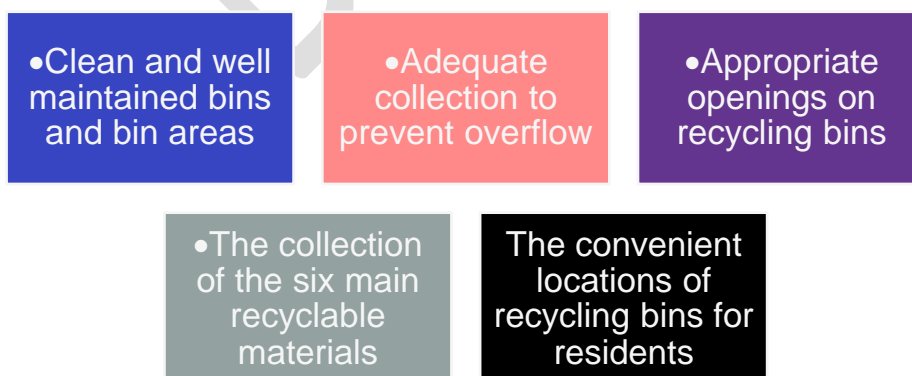 •Clean and well
maintained bins
and bin areas
•Adequate
collection to
prevent overflow
•Appropriate
openings on
recycling bins
•The collection
of the six main
recyclable
materials
The convenient
locations of
recycling bins for
residents